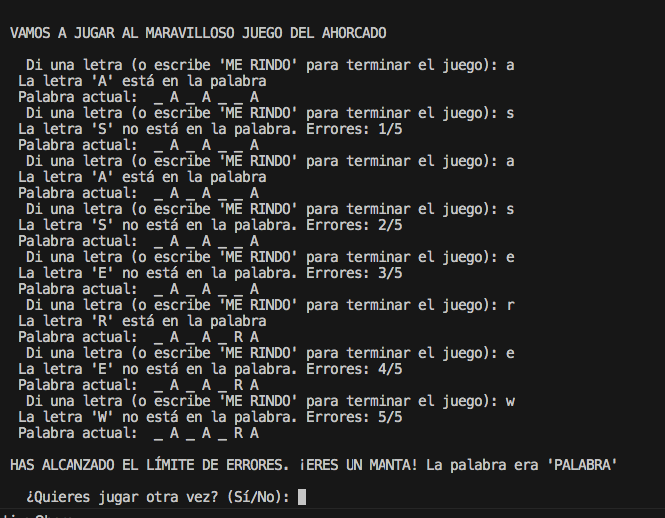 VAMOS A JUGAR AL MARAVILLOSO JUEGO DEL AHORCADO
Di una letra (o escribe 'ME RINDO' para terminar el juego): a
La letra 'A' está en la palabra
Palabra actual: _ A _ A _ _ A
Di una letra (o escribe 'ME RINDO' para terminar el juego): s
La letra 'S' no está en la palabra. Errores: 1/5
Palabra actual: _ A _ A _ _ A
Di una letra (o escribe 'ME RINDO' para terminar el juego): a
La letra 'A' está en la palabra
Palabra actual: _ A _ A _ _ A
Di una letra (o escribe 'ME RINDO' para terminar el juego): s
La letra 'S' no está en la palabra. Errores: 2/5
Palabra actual: _ A _ A _ _ A
Di una letra (o escribe 'ME RINDO' para terminar el juego): e
La letra 'E' no está en la palabra. Errores: 3/5
Palabra actual: _ A _ A _ _ A
Di una letra (o escribe 'ME RINDO' para terminar el juego): r
La letra 'R' está en la palabra
Palabra actual: _ A _ A _ R A
Di una letra (o escribe 'ME RINDO' para terminar el juego): e
La letra 'E' no está en la palabra. Errores: 4/5
Palabra actual: _ A _ A _ R A
Di una letra (o escribe 'ME RINDO' para terminar el juego): w
La letra 'W' no está en la palabra. Errores: 5/5
Palabra actual: _ A _ A _ R A
HAS ALCANZADO EL LÍMITE DE ERRORES. ¡ERES UN MANTA! La palabra era 'PALABRA'
¿Quieres jugar otra vez? (Sí/No):